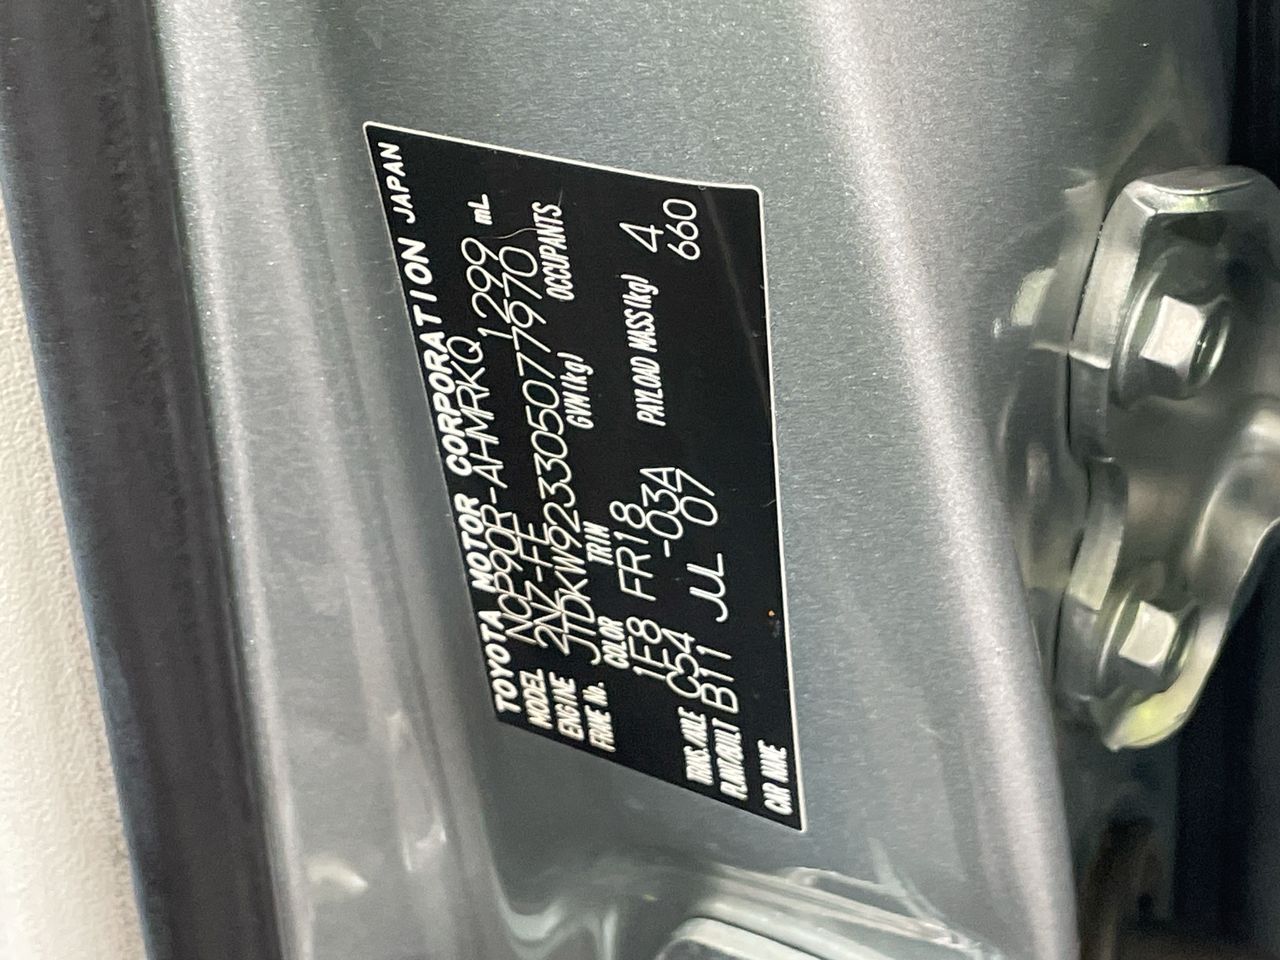 TOYOTA MOTOR CORPORATION JAPAN
MODEL NCP90R-AHMRKQ 1299 mL
ENGINE 2NZ-FE
FRAME No. JTDKW923305077970
COLOR TRIM GVM(kg) OCCUPANTS
1F8 FR18 4
TRNS./AXLE C54 -03A PAYLOAD MASS(kg) 660
PLANT/BUILT B11 JUL 07
CAR NAME